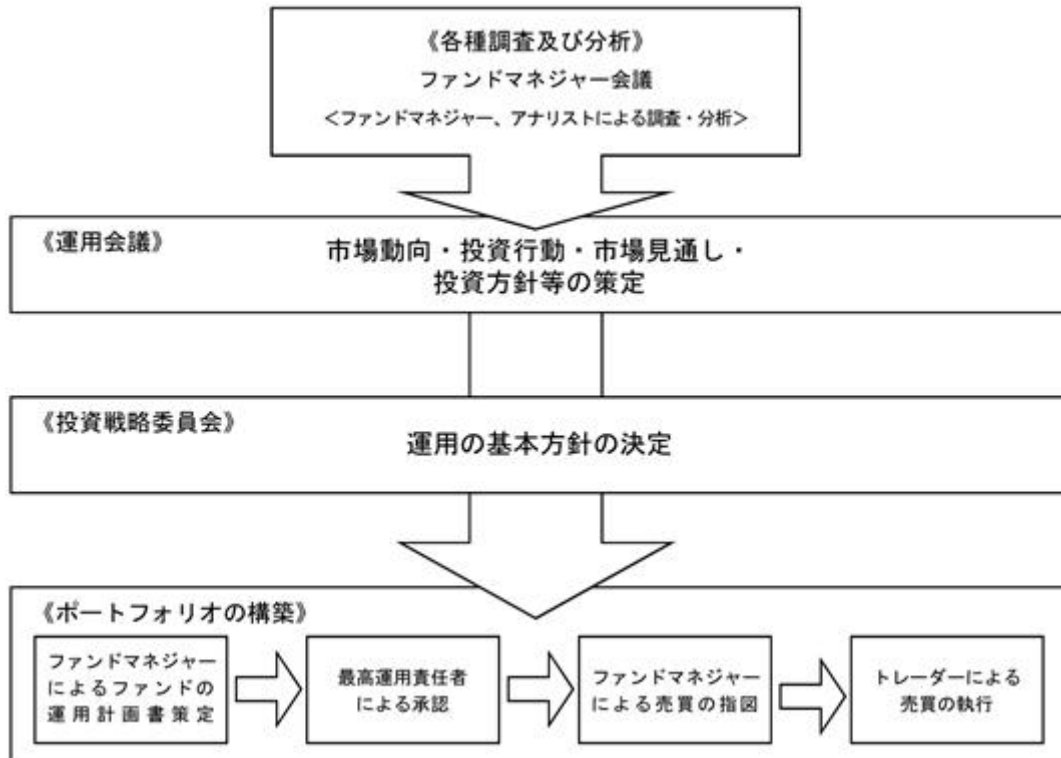 《各種調査及び分析》
ファンドマネジャー会議
＜ファンドマネジャー、アナリストによる調査・分析＞
《運用会議》
市場動向・投資行動・市場見通し・
投資方針等の策定
《投資戦略委員会》
運用の基本方針の決定
《ポートフォリオの構築》
ファンドマネジャー
によるファンドの
運用計画書策定
最高運用責任者
による承認
ファンドマネジャー
による売買の指図
トレーダーによる
売買の執行